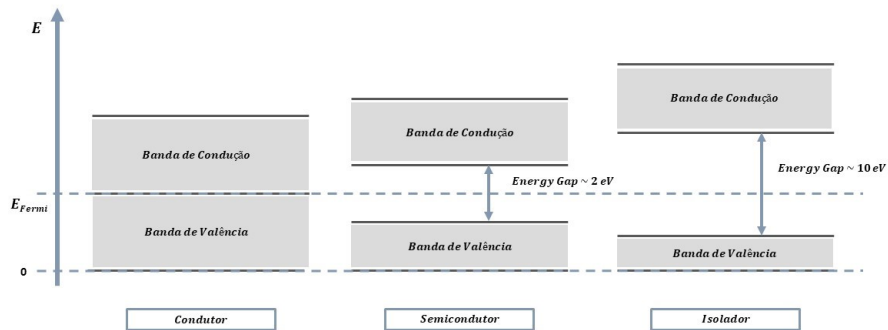 E
Banda de Condução
Banda de Condução
Banda de Condução
Energy Gap ~ 2 eV
Energy Gap ~ 10 eV
E_Fermi
Banda de Valência
Banda de Valência
Banda de Valência
0
Condutor
Semicondutor
Isolador